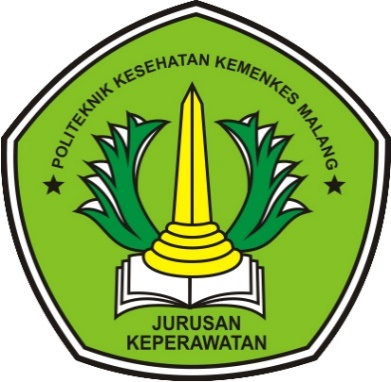 POLITEKNIK KESEHATAN KEMENKES MALANG
JURUSAN
KEPERAWATAN